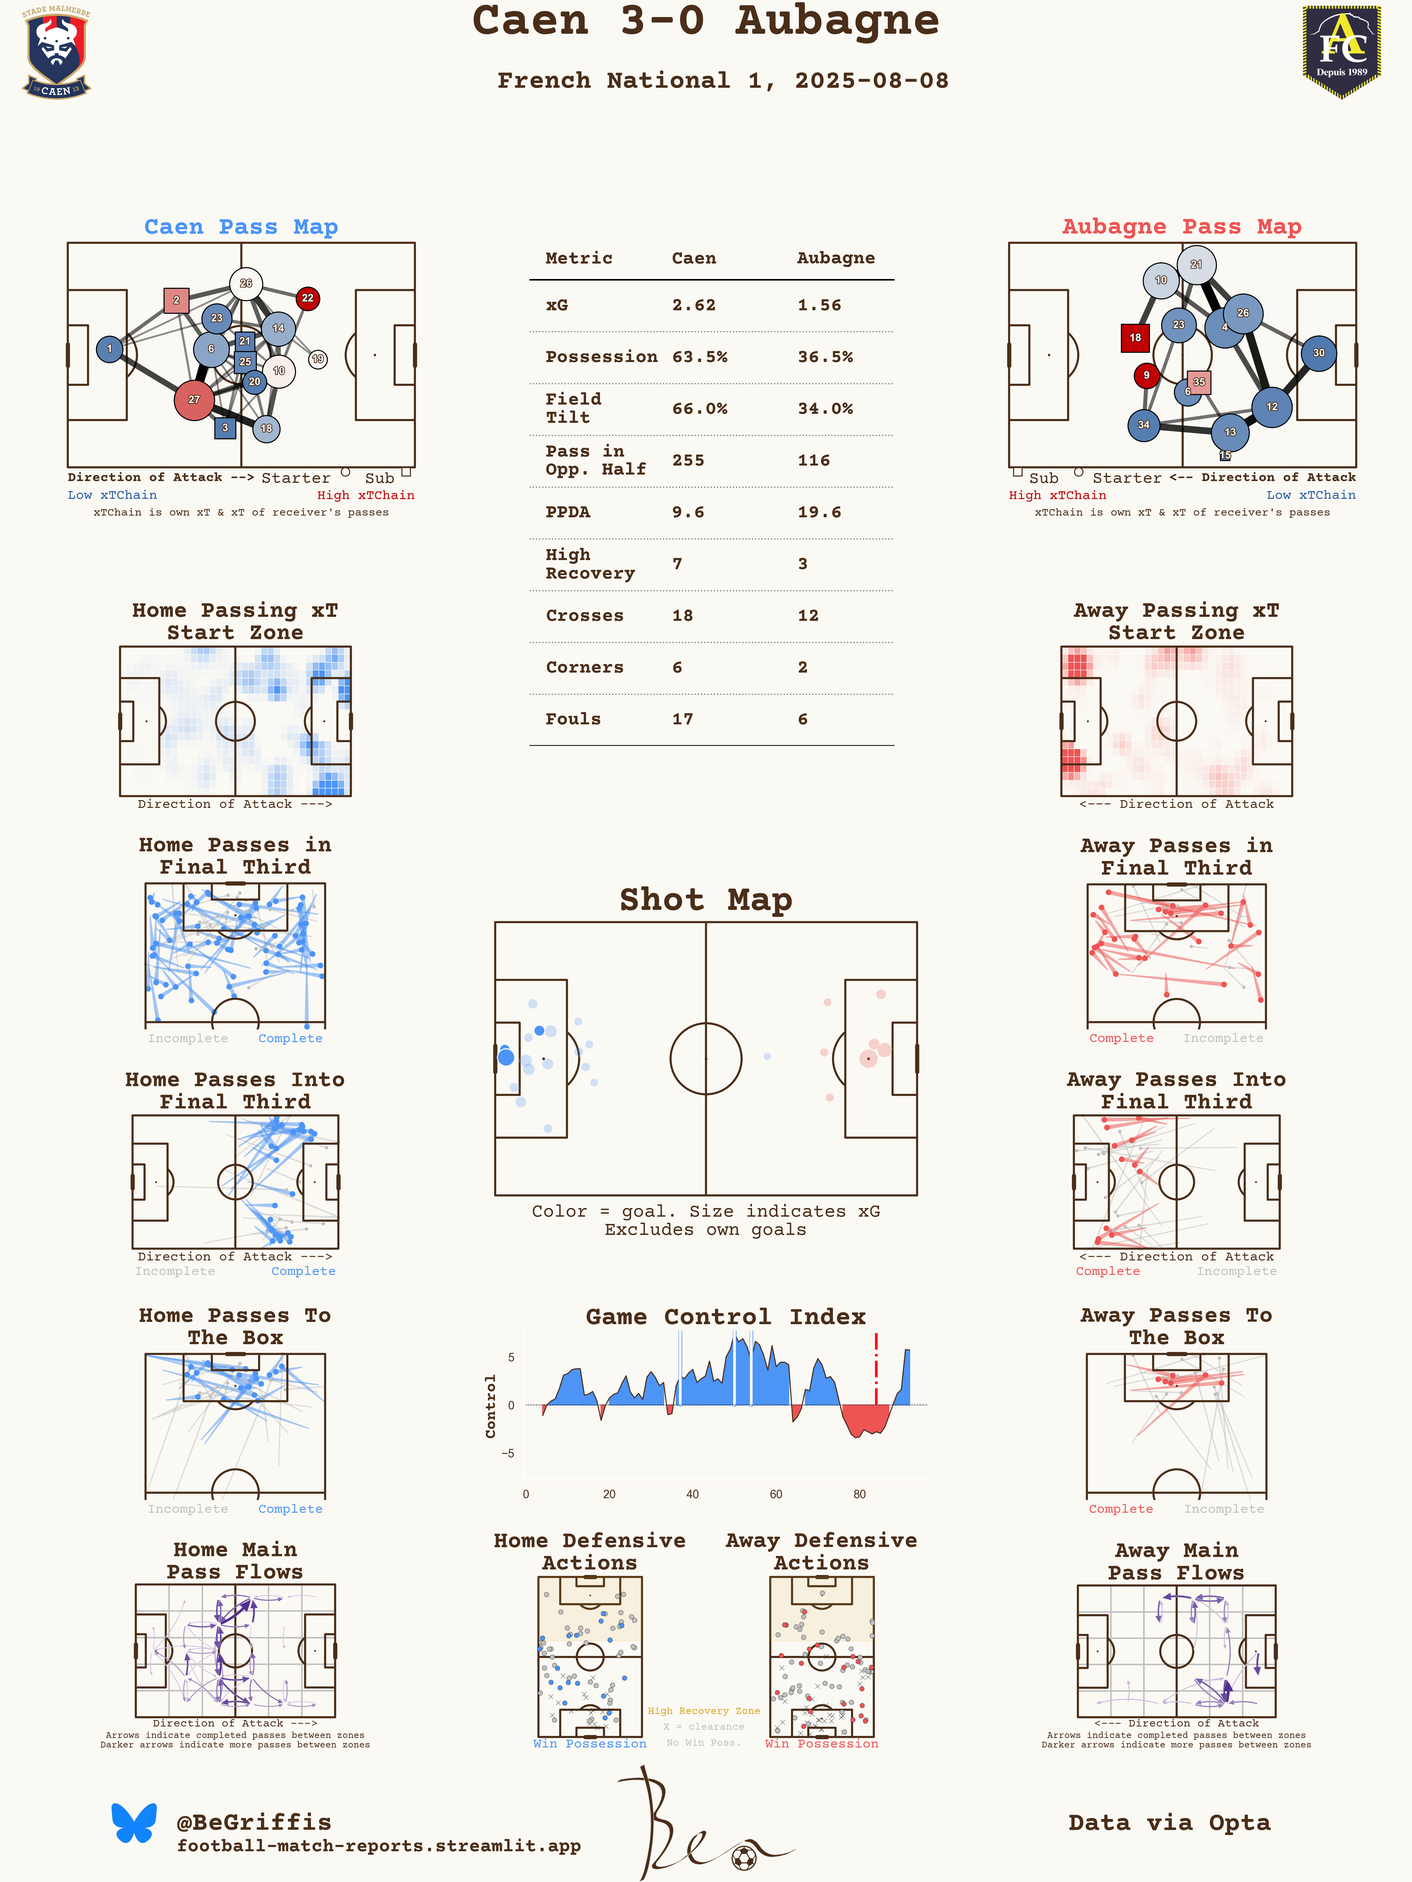 Caen 3-0 Aubagne
French National 1, 2025-08-08
STADE MALHERBE
19 CAEN 13
A
FC
Depuis 1989
Caen Pass Map
26
2
22
23
14
21
1
6
25
19
10
20
27
3
18
Direction of Attack --> Starter Sub
Low xTChain High xTChain
xTChain is own xT & xT of receiver's passes
Metric Caen Aubagne
xG 2.62 1.56
Possession 63.5% 36.5%
Field
Tilt 66.0% 34.0%
Pass in
Opp. Half 255 116
PPDA 9.6 19.6
High
Recovery 7 3
Crosses 18 12
Corners 6 2
Fouls 17 6
Aubagne Pass Map
21
10
26
23
4
18
30
9
35
6
12
34
13
15
Sub Starter <-- Direction of Attack
High xTChain Low xTChain
xTChain is own xT & xT of receiver's passes
Home Passing xT
Start Zone
Direction of Attack --->
Away Passing xT
Start Zone
<--- Direction of Attack
Home Passes in
Final Third
Incomplete Complete
Away Passes in
Final Third
Complete Incomplete
Shot Map
Color = goal. Size indicates xG
Excludes own goals
Home Passes Into
Final Third
Direction of Attack --->
Incomplete Complete
Away Passes Into
Final Third
<--- Direction of Attack
Complete Incomplete
Home Passes To
The Box
Incomplete Complete
Game Control Index
Control
5
0
−5
0 20 40 60 80
Away Passes To
The Box
Complete Incomplete
Home Main
Pass Flows
Direction of Attack --->
Arrows indicate completed passes between zones
Darker arrows indicate more passes between zones
Home Defensive
Actions
Win Possession
High Recovery Zone
X = clearance
No Win Poss.
Away Defensive
Actions
Win Possession
Away Main
Pass Flows
<--- Direction of Attack
Arrows indicate completed passes between zones
Darker arrows indicate more passes between zones
@BeGriffis
football-match-reports.streamlit.app
Ben
Data via Opta